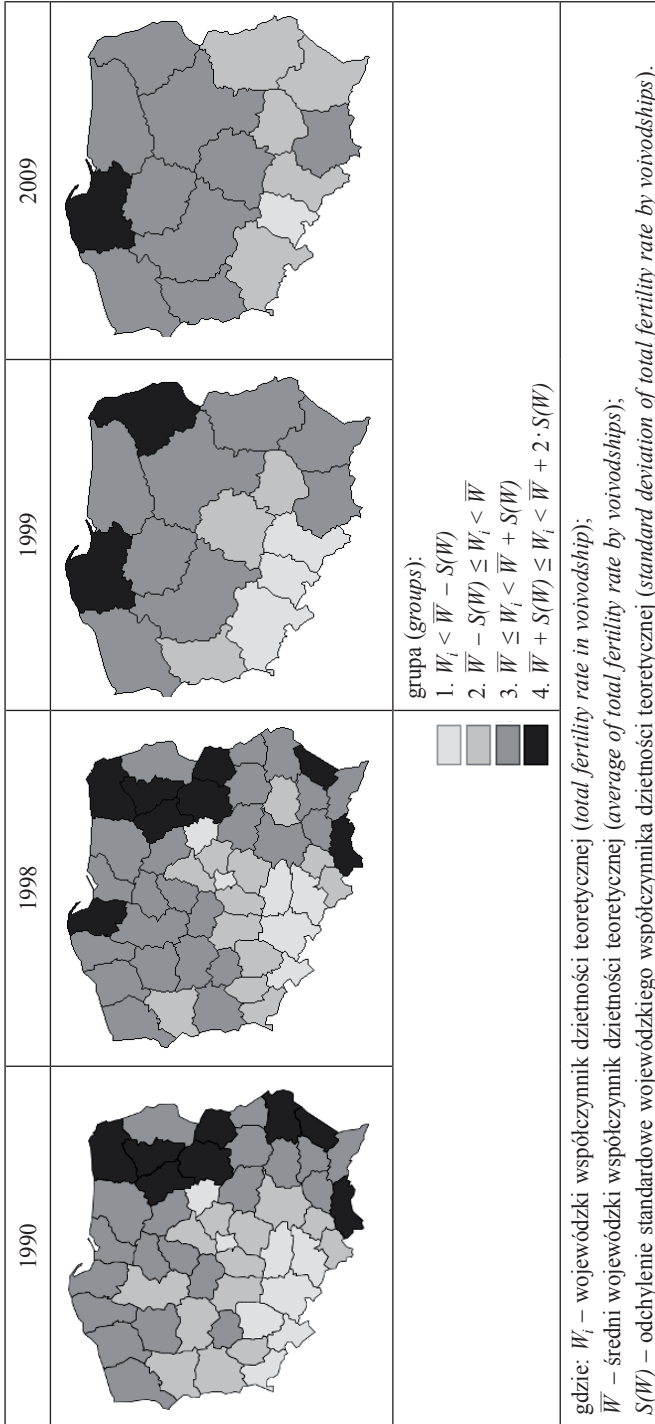 1990
1998
1999
2009
grupa (groups):
1. Wᵢ < W̅ − S(W)
2. W̅ − S(W) ≤ Wᵢ < W̅
3. W̅ ≤ Wᵢ < W̅ + S(W)
4. W̅ + S(W) ≤ Wᵢ < W̅ + 2·S(W)
gdzie: Wᵢ – wojewódzki współczynnik dzietności teoretycznej (total fertility rate in voivodship);
W̅ – średni wojewódzki współczynnik dzietności teoretycznej (average of total fertility rate by voivodships);
S(W) – odchylenie standardowe wojewódzkiego współczynnika dzietności teoretycznej (standard deviation of total fertility rate by voivodships).